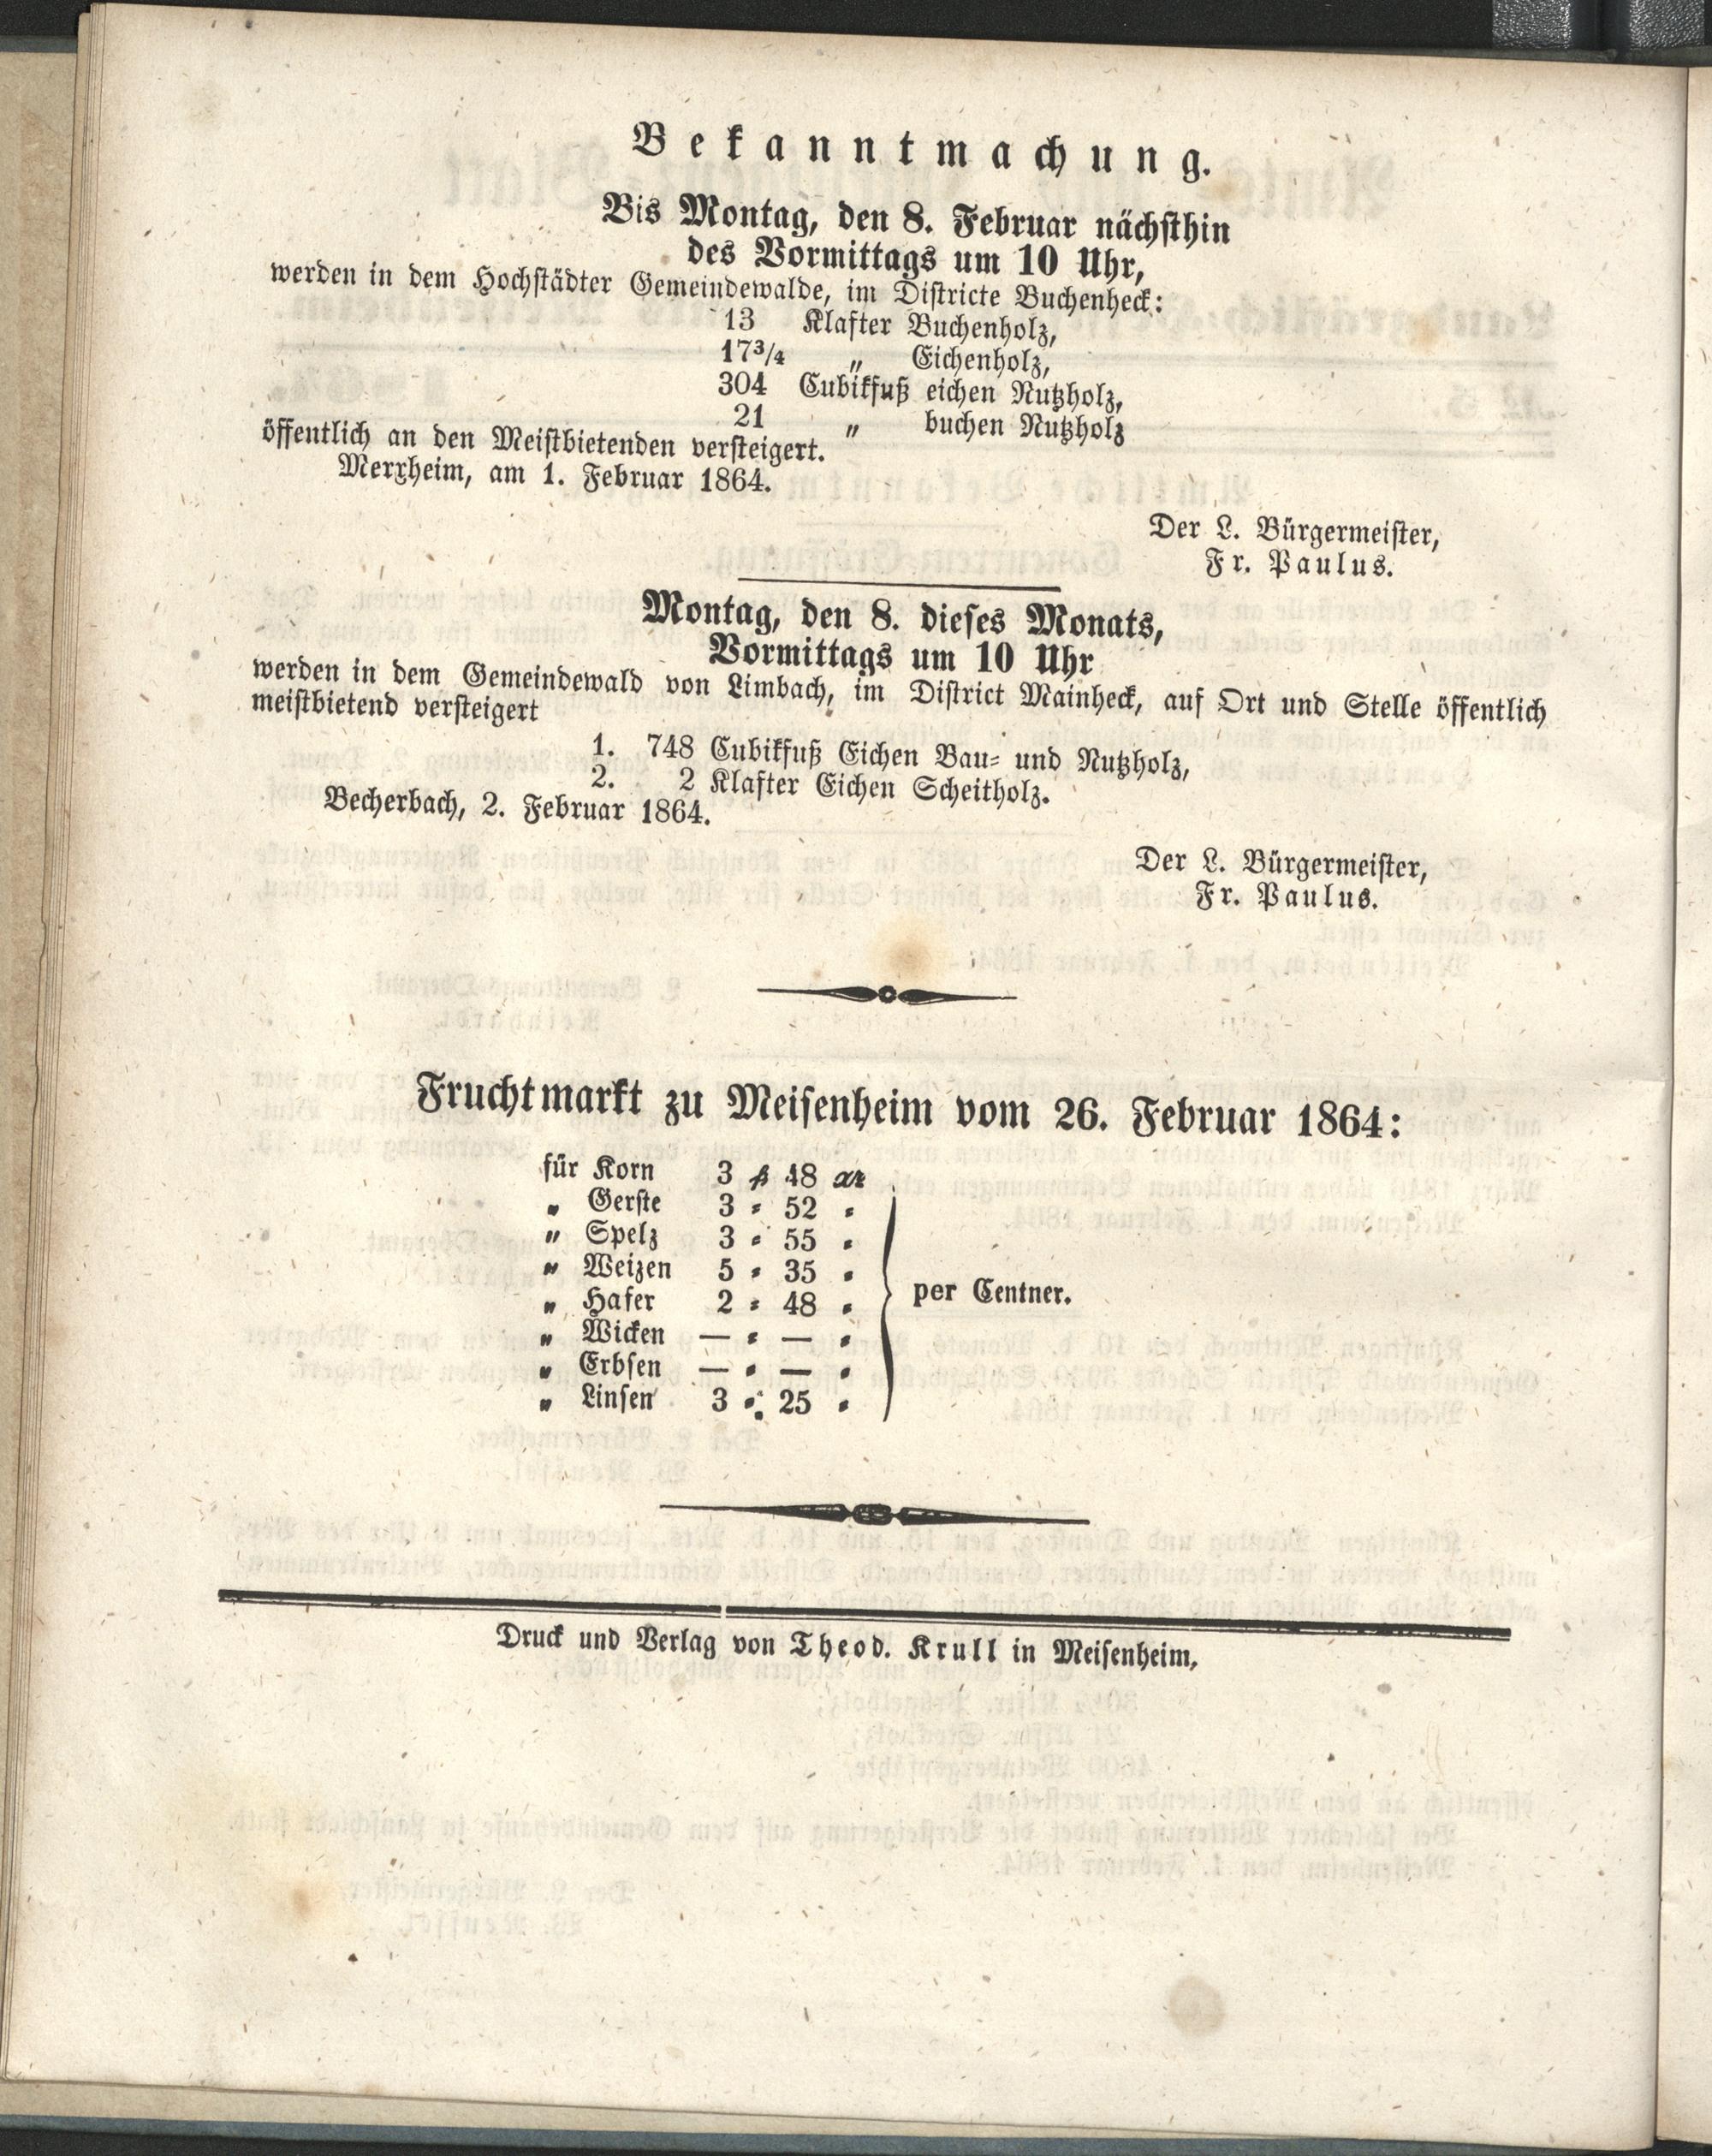 Bekanntmachung.
Bis Montag, den 8. Februar nächsthin
des Vormittags um 10 Uhr,
werden in dem Hochstädter Gemeindewalde, im Districte Buchenheck:
13 Klafter Buchenholz,
17 3/4 „ Eichenholz,
304 Cubikfuß eichen Nutzholz,
21 „ buchen Nutzholz
öffentlich an den Meistbietenden versteigert.
Merxheim, am 1. Februar 1864.
Der L. Bürgermeister,
Fr. Paulus.
Montag, den 8. dieses Monats,
Vormittags um 10 Uhr
werden in dem Gemeindewald von Limbach, im District Mainheck, auf Ort und Stelle öffentlich
meistbietend versteigert
1. 748 Cubikfuß Eichen Bau- und Nutzholz,
2. 2 Klafter Eichen Scheitholz.
Becherbach, 2. Februar 1864.
Der L. Bürgermeister,
Fr. Paulus.
Fruchtmarkt zu Meisenheim vom 26. Februar 1864:
für Korn 3 fl 48 xr
„ Gerste 3 = 52 =
„ Spelz 3 = 55 =
„ Weizen 5 = 35 =
„ Hafer 2 = 48 =
per Centner.
„ Wicken — = — =
„ Erbsen — = — =
„ Linsen 3 = 25 =
Druck und Verlag von Theod. Krull in Meisenheim,